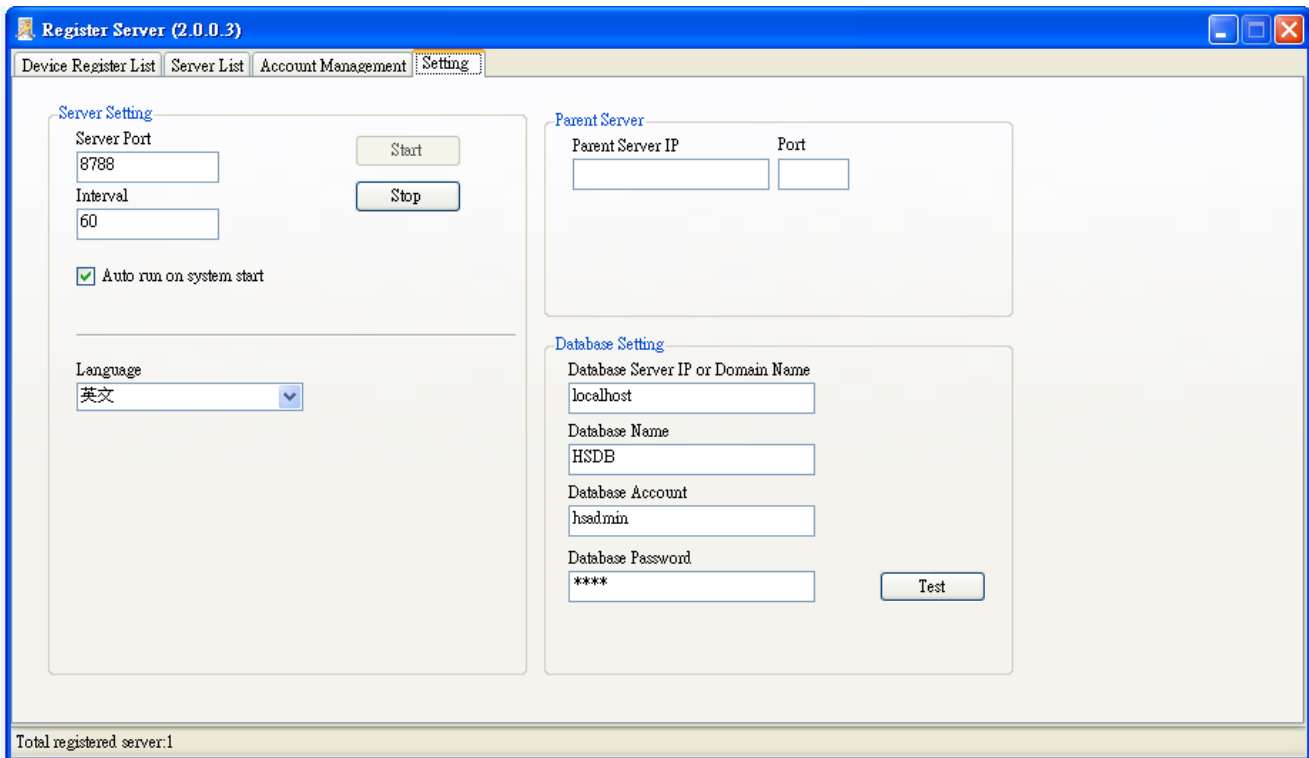 Register Server (2.0.0.3)
Device Register List Server List Account Management Setting
Server Setting
Server Port
8788
Start
Interval
60
Stop
Auto run on system start
Language
英文
Parent Server
Parent Server IP Port
Database Setting
Database Server IP or Domain Name
localhost
Database Name
HSDB
Database Account
hsadmin
Database Password
****
Test
Total registered server:1